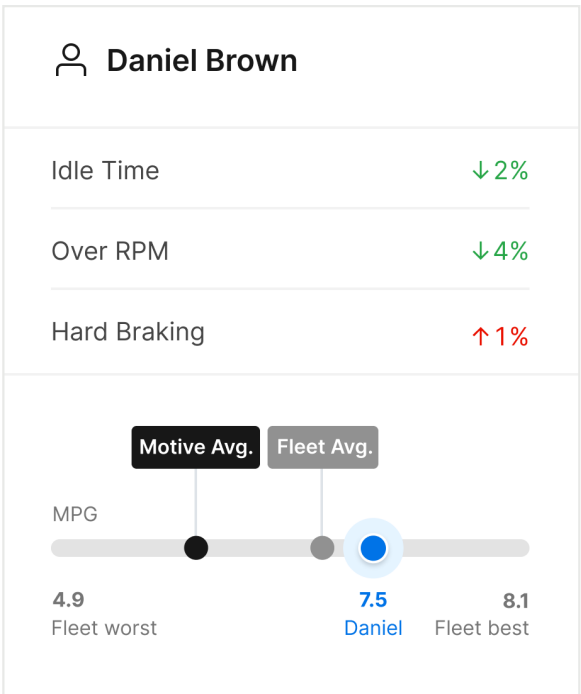 Daniel Brown
Idle Time ↓2%
Over RPM ↓4%
Hard Braking ↑1%
Motive Avg. Fleet Avg.
MPG
4.9 7.5 8.1
Fleet worst Daniel Fleet best